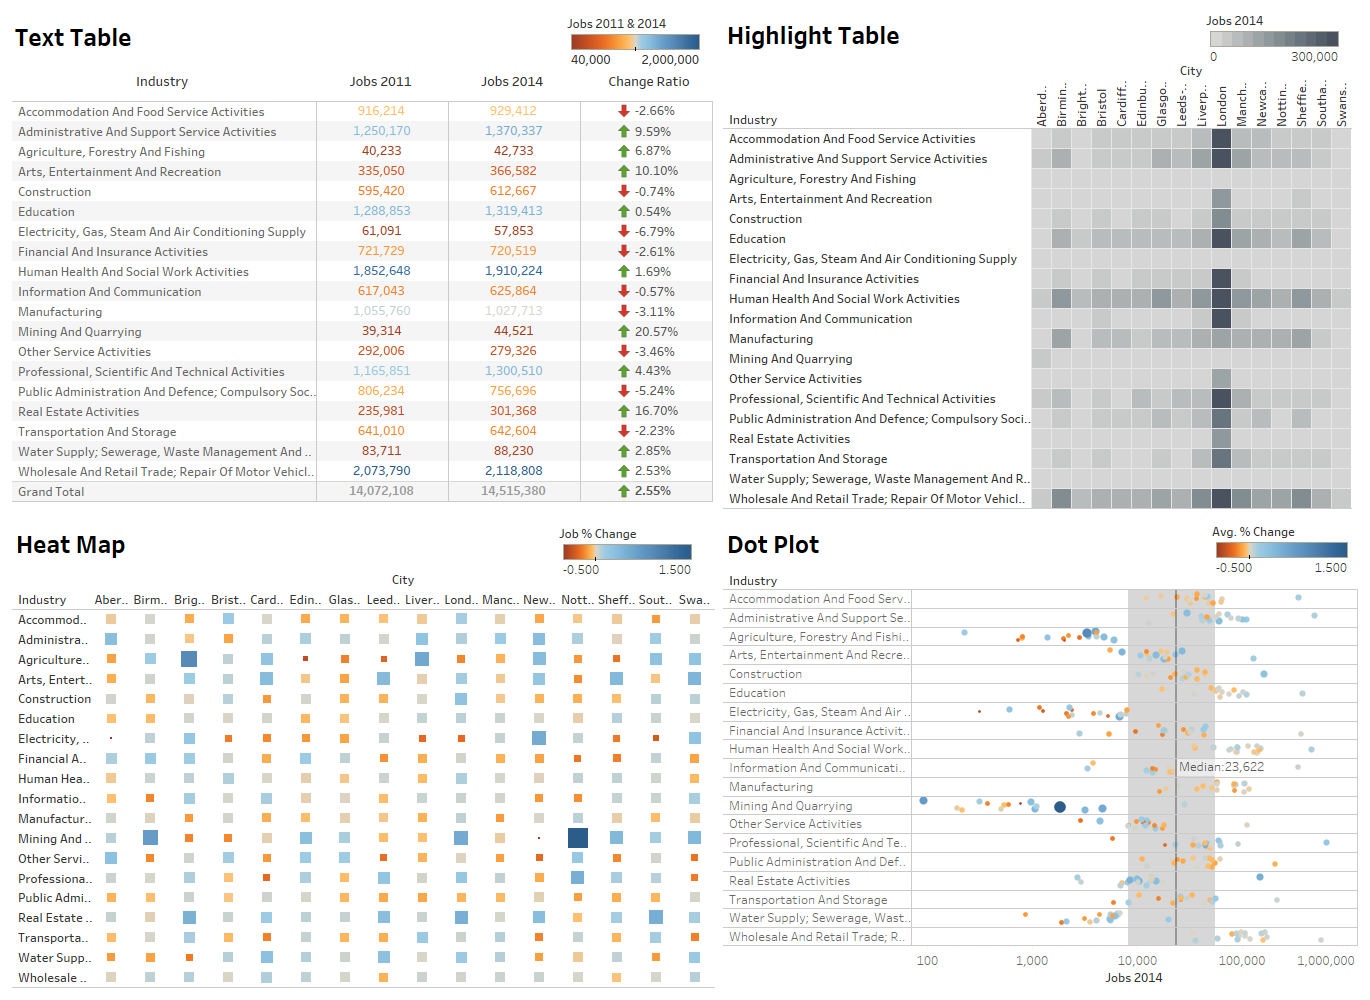 Text Table
Jobs 2011 & 2014
40,000 2,000,000
Industry Jobs 2011 Jobs 2014 Change Ratio
Accommodation And Food Service Activities 916,214 929,412 -2.66%
Administrative And Support Service Activities 1,250,170 1,370,337 9.59%
Agriculture, Forestry And Fishing 40,233 42,733 6.87%
Arts, Entertainment And Recreation 335,050 366,582 10.10%
Construction 595,420 612,667 -0.74%
Education 1,288,853 1,319,413 0.54%
Electricity, Gas, Steam And Air Conditioning Supply 61,091 57,853 -6.79%
Financial And Insurance Activities 721,729 720,519 -2.61%
Human Health And Social Work Activities 1,852,648 1,910,224 1.69%
Information And Communication 617,043 625,864 -0.57%
Manufacturing 1,055,760 1,027,713 -3.11%
Mining And Quarrying 39,314 44,521 20.57%
Other Service Activities 292,006 279,326 -3.46%
Professional, Scientific And Technical Activities 1,165,851 1,300,510 4.43%
Public Administration And Defence; Compulsory Soc.. 806,234 756,696 -5.24%
Real Estate Activities 235,981 301,368 16.70%
Transportation And Storage 641,010 642,604 -2.23%
Water Supply; Sewerage, Waste Management And .. 83,711 88,230 2.85%
Wholesale And Retail Trade; Repair Of Motor Vehicl.. 2,073,790 2,118,808 2.53%
Grand Total 14,072,108 14,515,380 2.55%
Highlight Table
Jobs 2014
0 300,000
City
Industry Aberd.. Birmin.. Bright.. Bristol Cardiff.. Edinbu.. Glasgo.. Leeds-.. Liverp.. London Manch.. Newca.. Nottin.. Sheffie.. Southa.. Swans..
Accommodation And Food Service Activities
Administrative And Support Service Activities
Agriculture, Forestry And Fishing
Arts, Entertainment And Recreation
Construction
Education
Electricity, Gas, Steam And Air Conditioning Supply
Financial And Insurance Activities
Human Health And Social Work Activities
Information And Communication
Manufacturing
Mining And Quarrying
Other Service Activities
Professional, Scientific And Technical Activities
Public Administration And Defence; Compulsory Soci..
Real Estate Activities
Transportation And Storage
Water Supply; Sewerage, Waste Management And R..
Wholesale And Retail Trade; Repair Of Motor Vehicl..
Heat Map
Job % Change
-0.500 1.500
City
Industry Aber.. Birm.. Brig.. Brist.. Card.. Edin.. Glas.. Leed.. Liver.. Lond.. Manc.. New.. Nott.. Sheff.. Sout.. Swa..
Accommod..
Administra..
Agriculture..
Arts, Entert..
Construction
Education
Electricity, ..
Financial A..
Human Hea..
Informatio..
Manufactur..
Mining And ..
Other Servi..
Professiona..
Public Admi..
Real Estate ..
Transporta..
Water Supp..
Wholesale ..
Dot Plot
Avg. % Change
-0.500 1.500
Industry
Accommodation And Food Serv..
Administrative And Support Se..
Agriculture, Forestry And Fishi..
Arts, Entertainment And Recre..
Construction
Education
Electricity, Gas, Steam And Air ..
Financial And Insurance Activit..
Human Health And Social Work..
Information And Communicati..
Median:23,622
Manufacturing
Mining And Quarrying
Other Service Activities
Professional, Scientific And Te..
Public Administration And Def..
Real Estate Activities
Transportation And Storage
Water Supply; Sewerage, Wast..
Wholesale And Retail Trade; R..
100 1,000 10,000 100,000 1,000,000
Jobs 2014